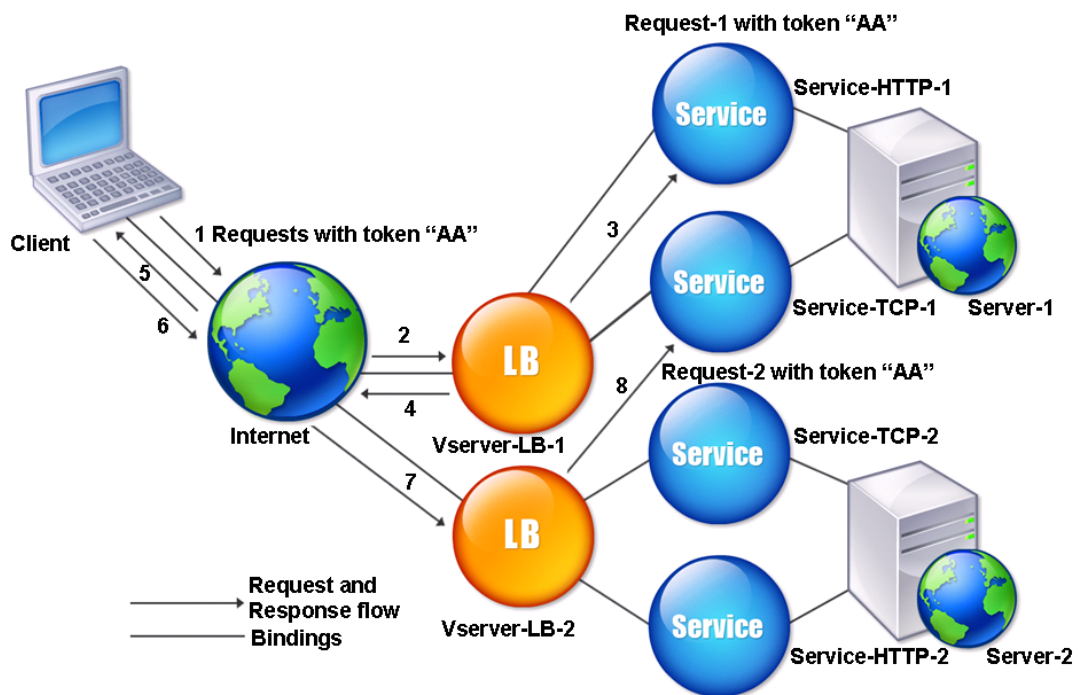 Request-1 with token “AA”
Service
Service-HTTP-1
Client
1 Requests with token “AA”
3
5
Service
6
Service-TCP-1
Server-1
2
LB
8
Request-2 with token “AA”
4
Internet
Vserver-LB-1
Service-TCP-2
Service
7
LB
Request and
Response flow
Bindings
Vserver-LB-2
Service
Service-HTTP-2
Server-2